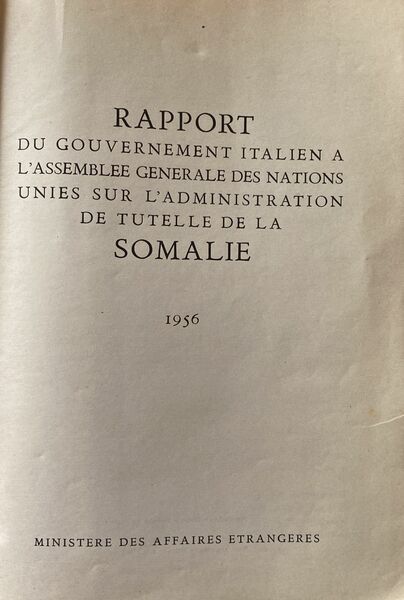 RAPPORT
DU GOUVERNEMENT ITALIEN A
L'ASSEMBLEE GENERALE DES NATIONS
UNIES SUR L'ADMINISTRATION
DE TUTELLE DE LA
SOMALIE
1956
MINISTERE DES AFFAIRES ETRANGERES